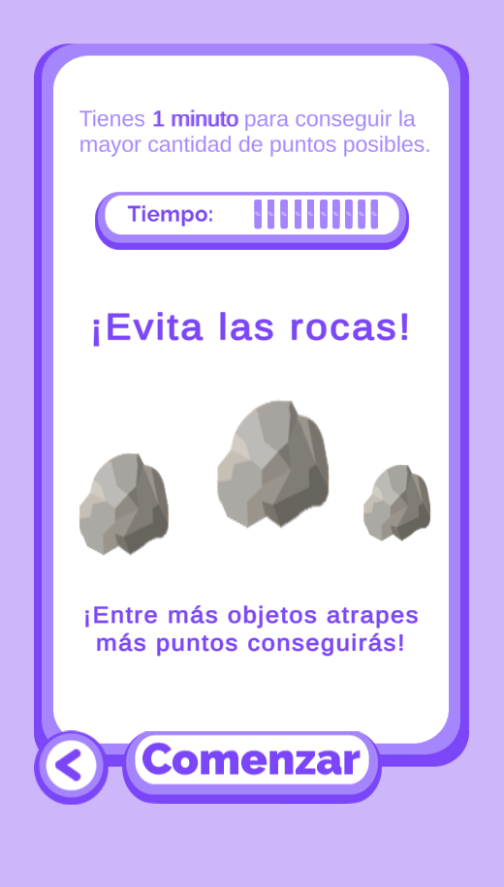 Tienes 1 minuto para conseguir la
mayor cantidad de puntos posibles.
Tiempo:
¡Evita las rocas!
¡Entre más objetos atrapes
más puntos conseguirás!
Comenzar